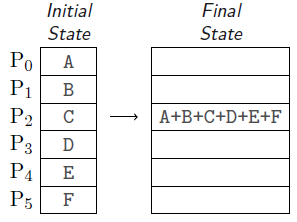 Initial State
Final State
P0 A
P1 B
P2 C ⟶ A+B+C+D+E+F
P3 D
P4 E
P5 F